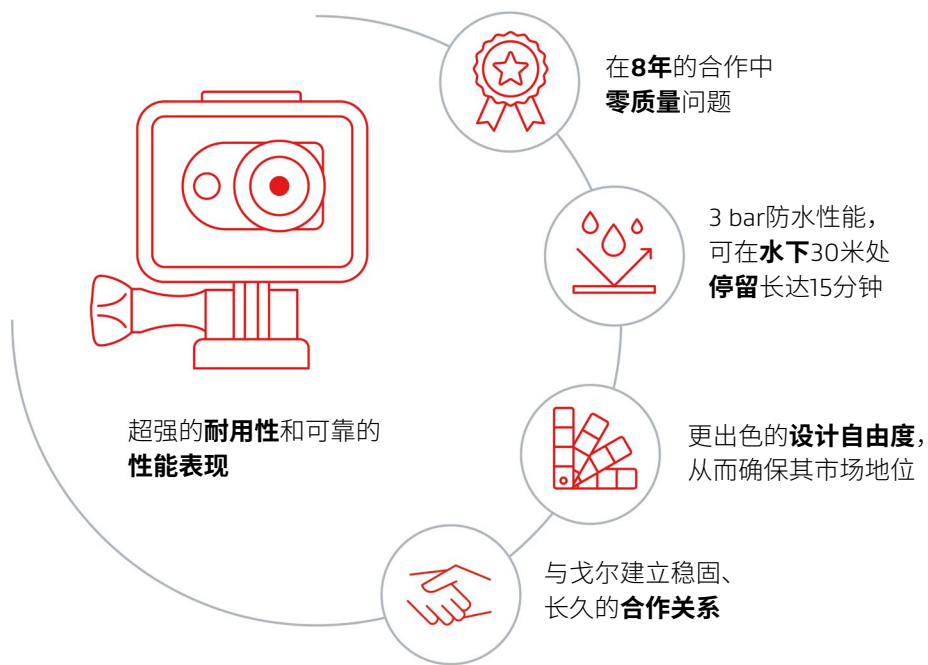 在8年的合作中
零质量问题
3 bar防水性能，
可在水下30米处
停留长达15分钟
超强的耐用性和可靠的
性能表现
更出色的设计自由度，
从而确保其市场地位
与戈尔建立稳固、
长久的合作关系